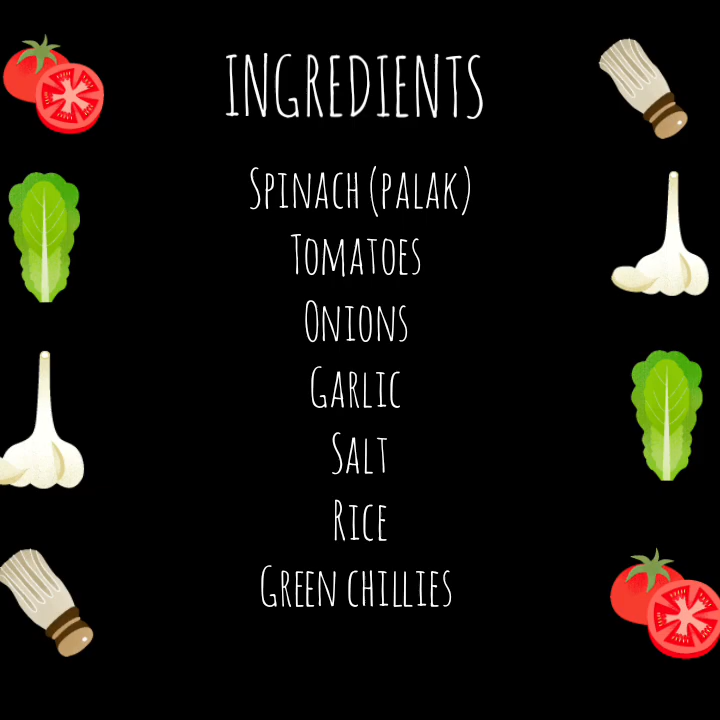 INGREDIENTS
SPINACH (PALAK)
TOMATOES
ONIONS
GARLIC
SALT
RICE
GREEN CHILLIES